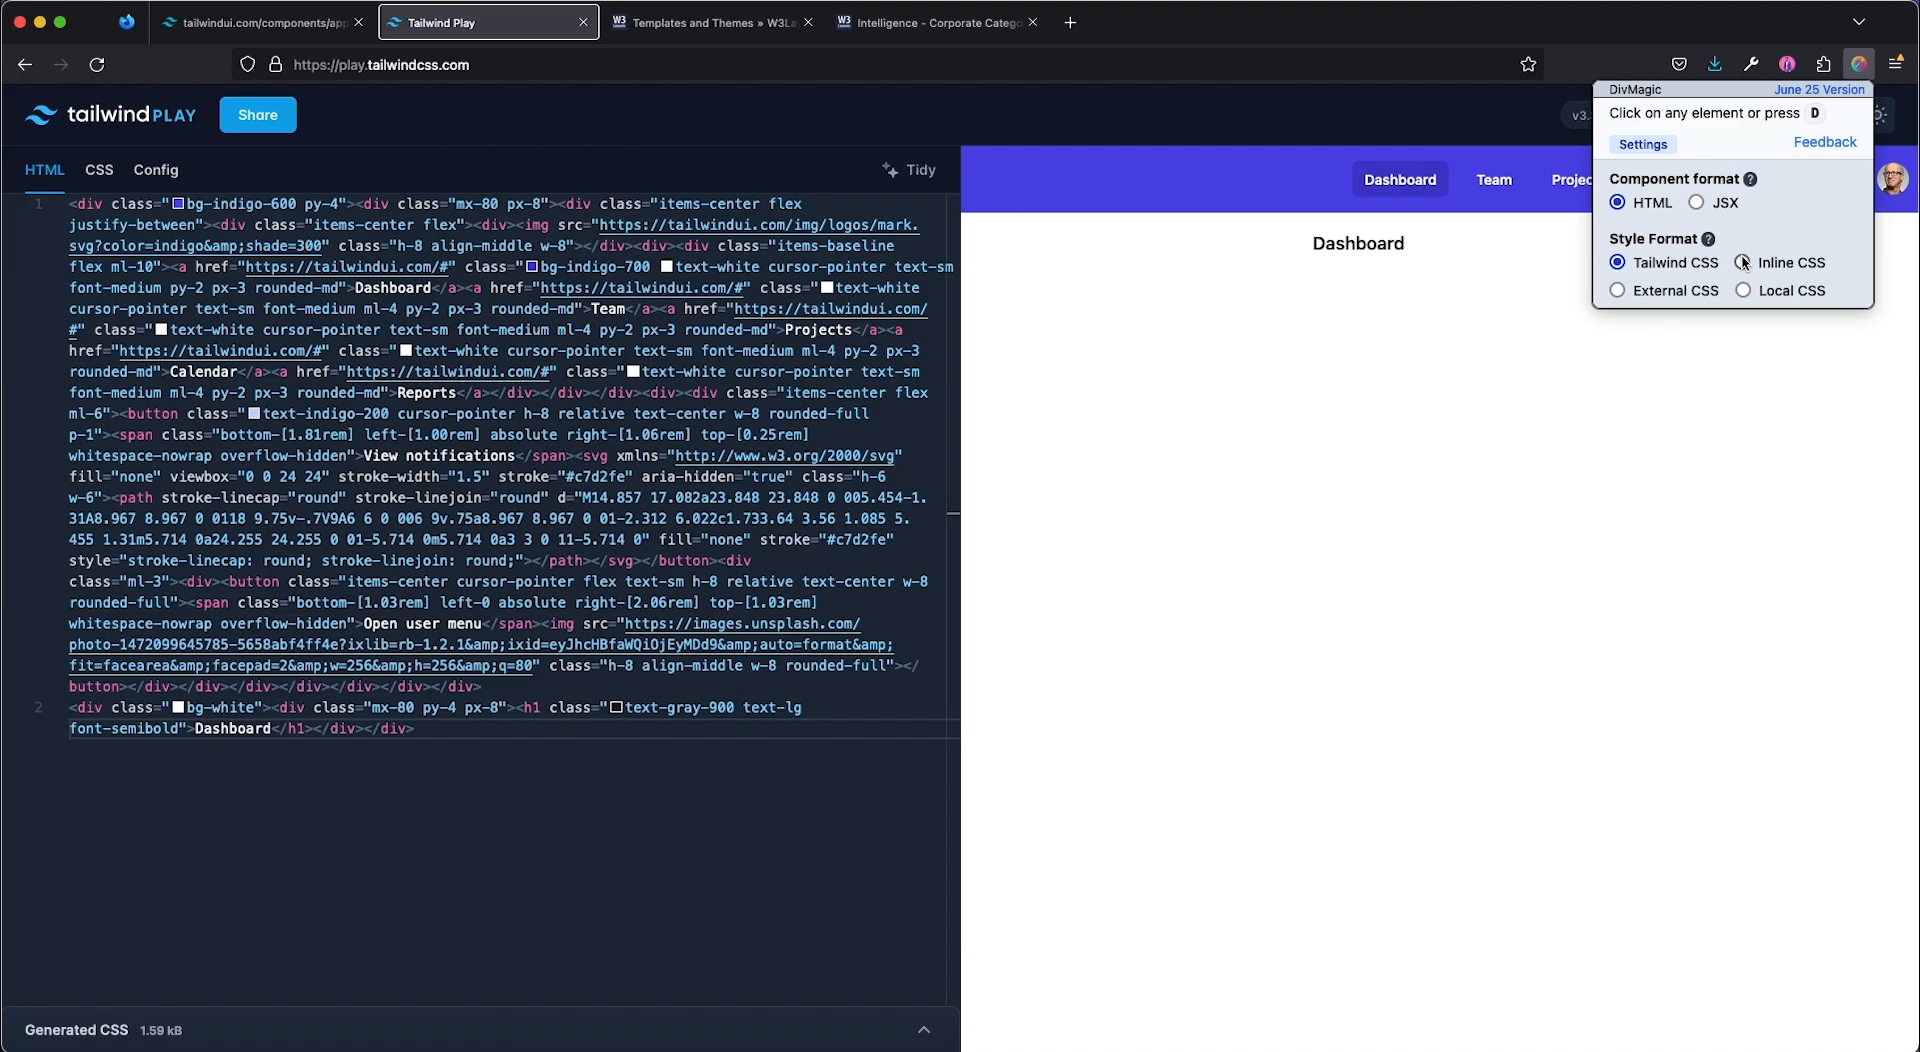 tailwindui.com/components/app
Tailwind Play
W3 Templates and Themes » W3La
W3 Intelligence - Corporate Catego
https://play.tailwindcss.com
DivMagic June 25 Version
Click on any element or press D
Settings Feedback
Component format ?
HTML JSX
Style Format ?
Tailwind CSS Inline CSS
External CSS Local CSS
tailwind PLAY Share
v3.
HTML CSS Config Tidy
1 <div class="bg-indigo-600 py-4"><div class="mx-80 px-8"><div class="items-center flex
justify-between"><div class="items-center flex"><div><img src="https://tailwindui.com/img/logos/mark.
svg?color=indigo&amp;shade=300" class="h-8 align-middle w-8"></div><div><div class="items-baseline
flex ml-10"><a href="https://tailwindui.com/#" class="bg-indigo-700 text-white cursor-pointer text-sm
font-medium py-2 px-3 rounded-md">Dashboard</a><a href="https://tailwindui.com/#" class="text-white
cursor-pointer text-sm font-medium ml-4 py-2 px-3 rounded-md">Team</a><a href="https://tailwindui.com/
#" class="text-white cursor-pointer text-sm font-medium ml-4 py-2 px-3 rounded-md">Projects</a><a
href="https://tailwindui.com/#" class="text-white cursor-pointer text-sm font-medium ml-4 py-2 px-3
rounded-md">Calendar</a><a href="https://tailwindui.com/#" class="text-white cursor-pointer text-sm
font-medium ml-4 py-2 px-3 rounded-md">Reports</a></div></div></div><div><div class="items-center flex
ml-6"><button class="text-indigo-200 cursor-pointer h-8 relative text-center w-8 rounded-full
p-1"><span class="bottom-[1.81rem] left-[1.00rem] absolute right-[1.06rem] top-[0.25rem]
whitespace-nowrap overflow-hidden">View notifications</span><svg xmlns="http://www.w3.org/2000/svg"
fill="none" viewbox="0 0 24 24" stroke-width="1.5" stroke="#c7d2fe" aria-hidden="true" class="h-6
w-6"><path stroke-linecap="round" stroke-linejoin="round" d="M14.857 17.082a23.848 23.848 0 005.454-1.
31A8.967 8.967 0 0118 9.75v-.7V9A6 6 0 006 9v.75a8.967 8.967 0 01-2.312 6.022c1.733.64 3.56 1.085 5.
455 1.31m5.714 0a24.255 24.255 0 01-5.714 0m5.714 0a3 3 0 11-5.714 0" fill="none" stroke="#c7d2fe"
style="stroke-linecap: round; stroke-linejoin: round;"></path></svg></button><div
class="ml-3"><div><button class="items-center cursor-pointer flex text-sm h-8 relative text-center w-8
rounded-full"><span class="bottom-[1.03rem] left-0 absolute right-[2.06rem] top-[1.03rem]
whitespace-nowrap overflow-hidden">Open user menu</span><img src="https://images.unsplash.com/
photo-1472099645785-5658abf4ff4e?ixlib=rb-1.2.1&amp;ixid=eyJhcHBfaWQiOjEyMDd9&amp;auto=format&amp;
fit=facearea&amp;facepad=2&amp;w=256&amp;h=256&amp;q=80" class="h-8 align-middle w-8 rounded-full"></
button></div></div></div></div></div></div></div>
2 <div class="bg-white"><div class="mx-80 py-4 px-8"><h1 class="text-gray-900 text-lg
font-semibold">Dashboard</h1></div></div>
Generated CSS 1.59 kB
Dashboard Team Projec
Dashboard